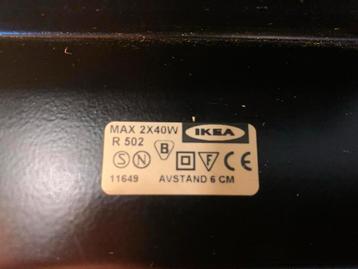 MAX 2X40W IKEA
R 502
S N B F CE
11649 AVSTAND 6 CM